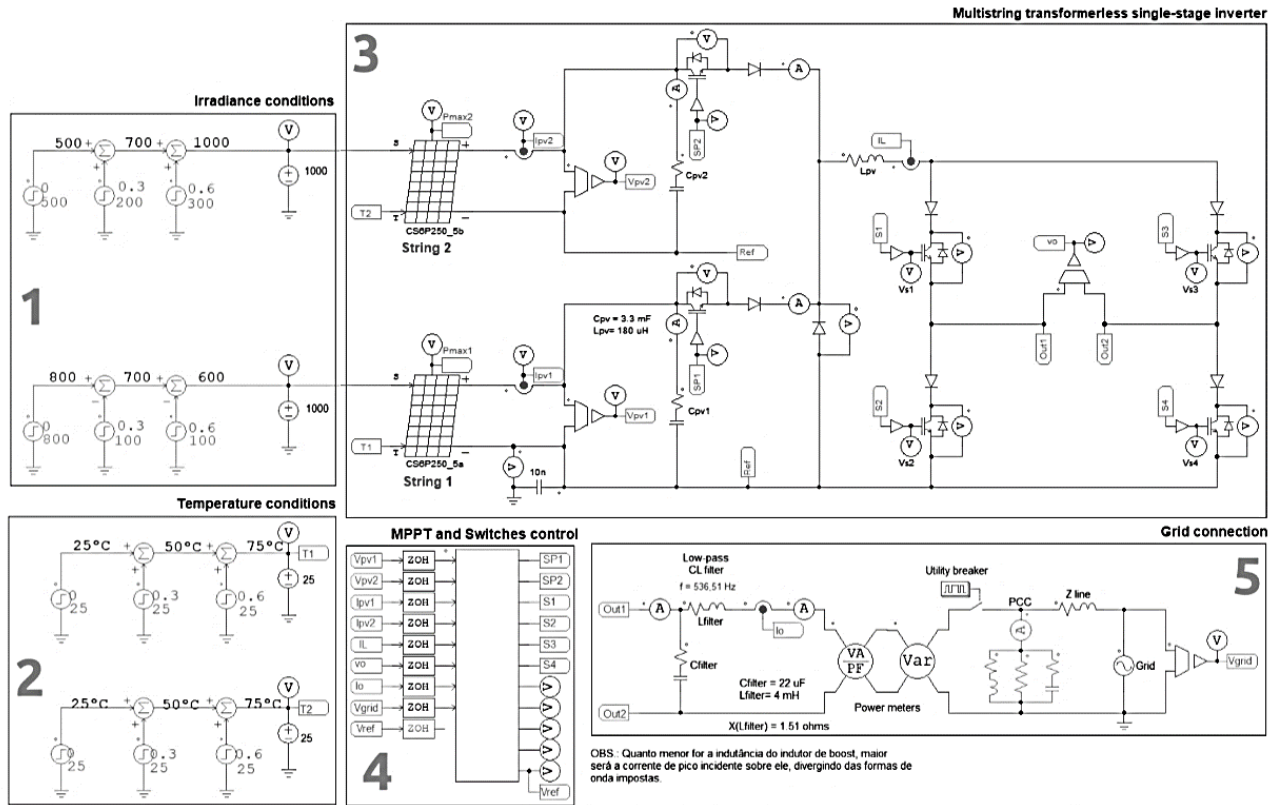 Multistring transformerless single-stage inverter
3
Irradiance conditions
500
700
1000
V
1000
0
500
0.3
200
0.6
300
1
800
700
600
V
1000
0
800
0.3
100
0.6
100
V
Pmax2
S
T2
T
CS6P250_5b
String 2
V
Ipv2
V
Vpv2
V
A
SP2
V
Cpv2
A
Ref
V
Pmax1
S
T1
T
CS6P250_5a
String 1
V
10n
V
Ipv1
V
Vpv1
Cpv = 3.3 mF
Lpv= 180 uH
V
A
SP1
V
Cpv1
A
Ref
V
IL
Lpv
S1
V
Vs1
V
vo
V
S3
V
Vs3
V
Out1
Out2
S2
V
Vs2
V
S4
V
Vs4
V
Temperature conditions
25°C
50°C
75°C
V
T1
25
0
25
0.3
25
0.6
25
2
25°C
50°C
75°C
V
T2
25
0
25
0.3
25
0.6
25
MPPT and Switches control
Vpv1 ZOH SP1
Vpv2 ZOH SP2
Ipv1 ZOH S1
Ipv2 ZOH S2
IL ZOH S3
vo ZOH S4
Io ZOH V
Vgrid ZOH V
Vref ZOH V
V
V
Vref
4
Grid connection
5
Low-pass
CL filter
f = 536,51 Hz
Out1
A
Lfilter
Io
A
Cfilter
Cfilter = 22 uF
Lfilter= 4 mH
Out2
X(Lfilter) = 1.51 ohms
VA
PF
Var
Power meters
Utility breaker
PCC
A
Z line
Grid
V
Vgrid
OBS.: Quanto menor for a indutância do indutor de boost, maior
será a corrente de pico incidente sobre ele, divergindo das formas de
onda impostas.